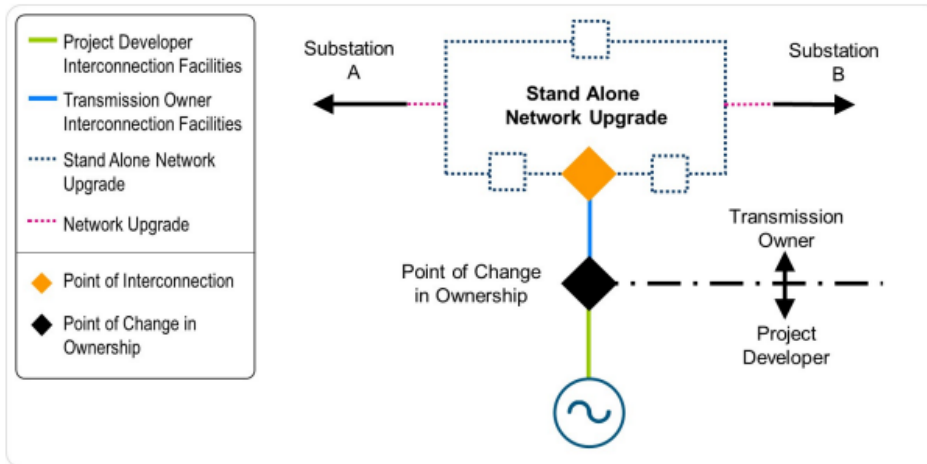 Project Developer
Interconnection Facilities
Transmission Owner
Interconnection Facilities
Stand Alone Network
Upgrade
Network Upgrade
Point of Interconnection
Point of Change in
Ownership
Substation
A
Substation
B
Stand Alone
Network Upgrade
Transmission
Owner
Point of Change
in Ownership
Project
Developer